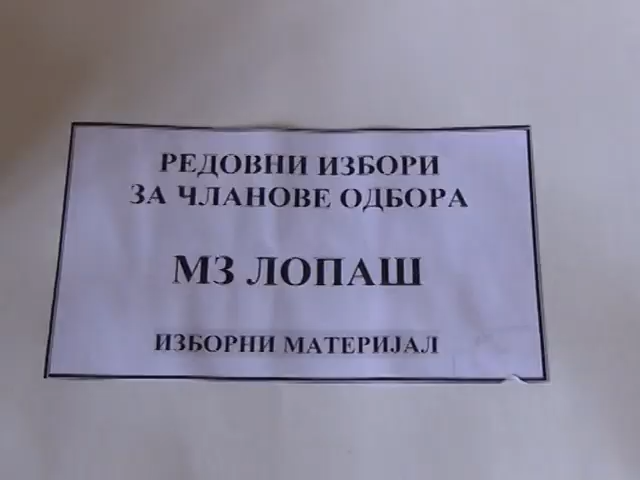 РЕДОВНИ ИЗБОРИ
ЗА ЧЛАНОВЕ ОДБОРА
МЗ ЛОПАШ
ИЗБОРНИ МАТЕРИЈАЛ